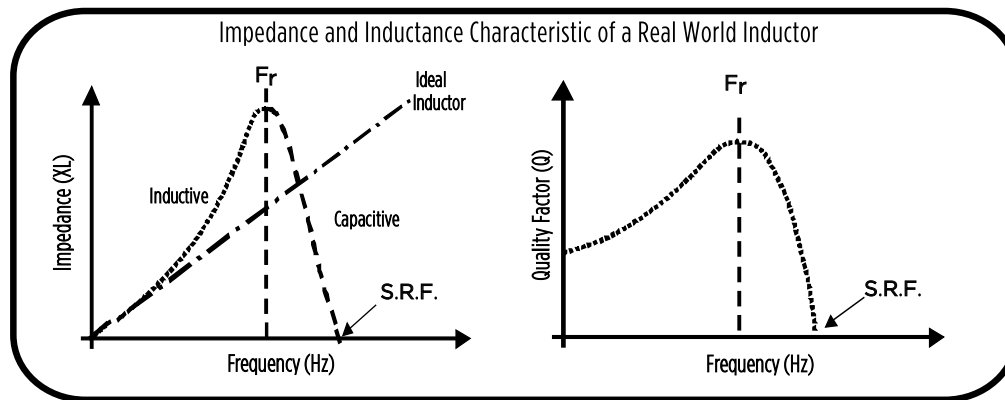 Impedance and Inductance Characteristic of a Real World Inductor
Fr
Ideal
Inductor
Impedance (XL)
Inductive
Capacitive
S.R.F.
Frequency (Hz)
Fr
Quality Factor (Q)
S.R.F.
Frequency (Hz)